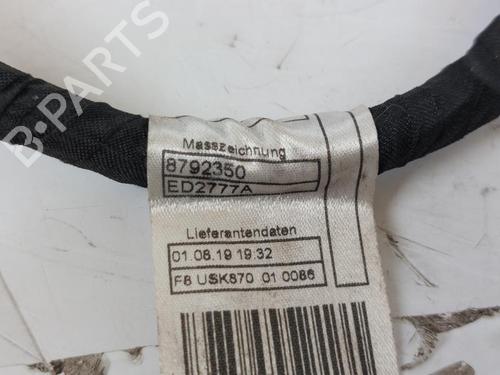 B-PARTS
Masszeichnung
8792350
ED2777A
Lieferantendaten
01.08.19 19:32
F8 USK870 01 0086